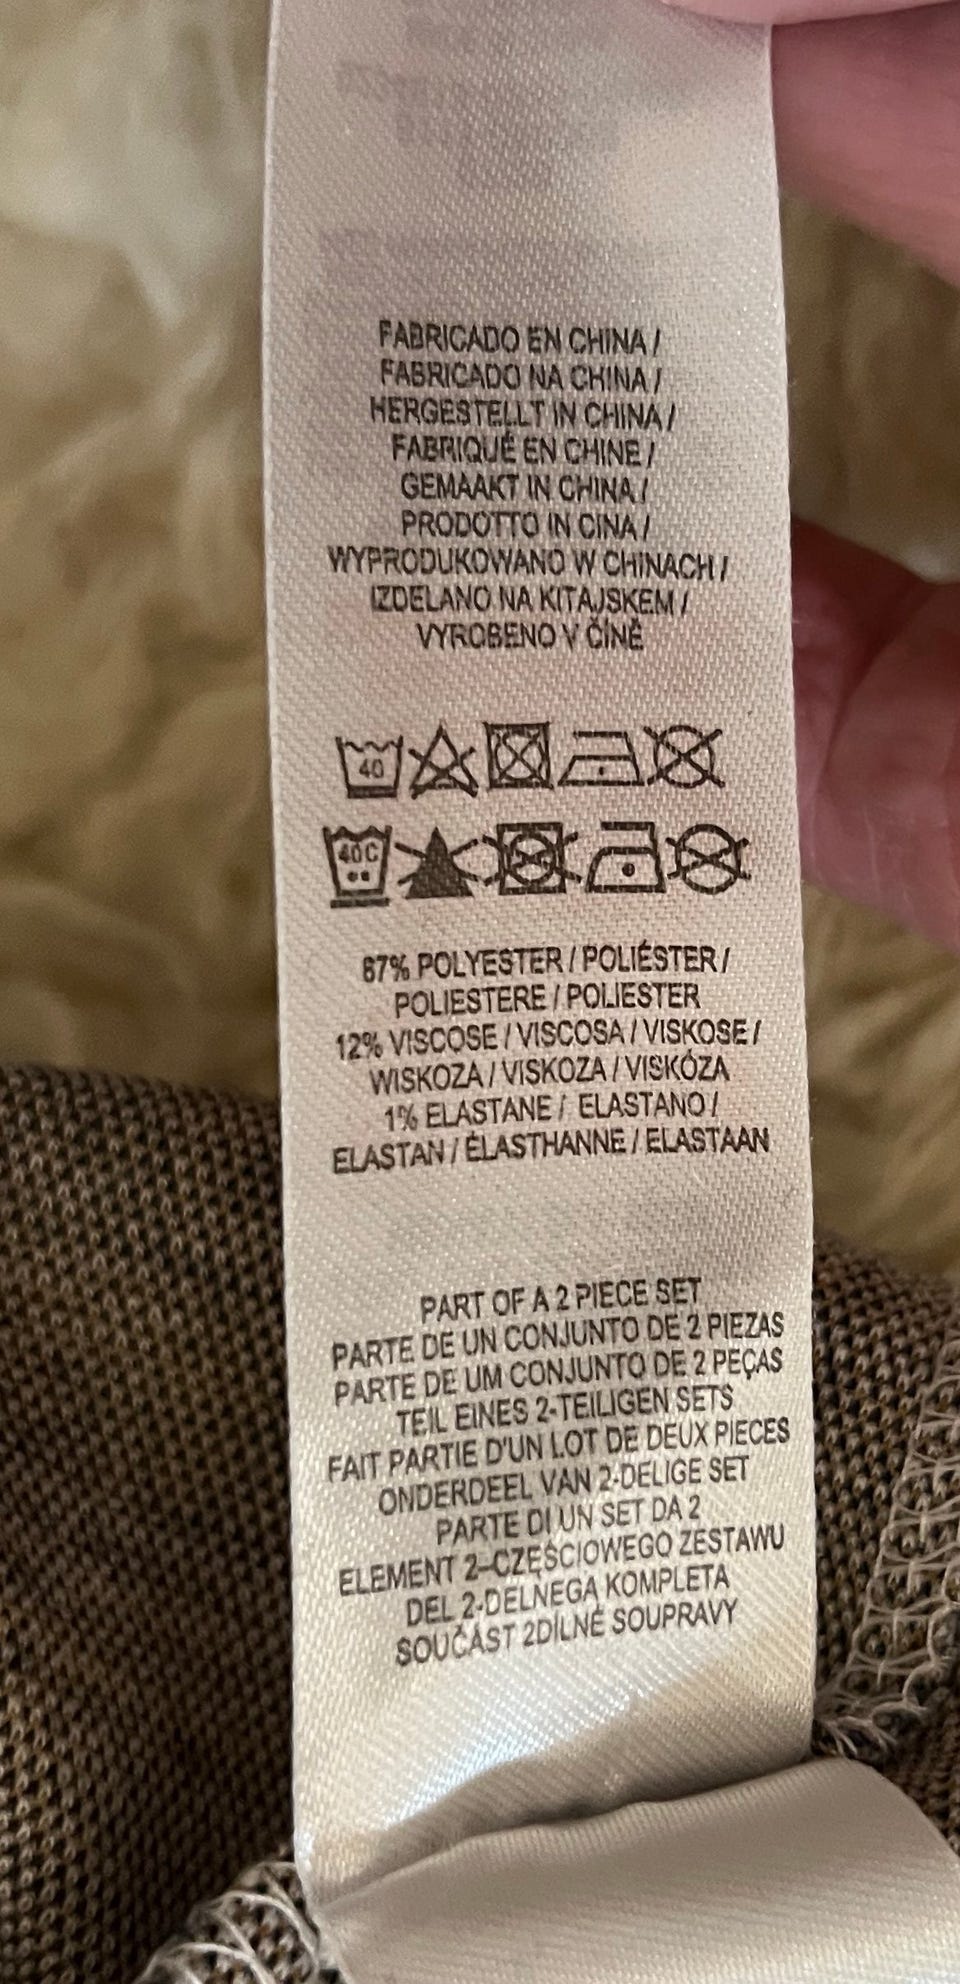 FABRICADO EN CHINA /
FABRICADO NA CHINA /
HERGESTELLT IN CHINA /
FABRIQUÉ EN CHINE /
GEMAAKT IN CHINA /
PRODOTTO IN CINA /
WYPRODUKOWANO W CHINACH /
IZDELANO NA KITAJSKEM /
VYROBENO V ČÍNĚ
40
40C
87% POLYESTER / POLIÉSTER /
POLIESTERE / POLIESTER
12% VISCOSE / VISCOSA / VISKOSE /
WISKOZA / VISKOZA / VISKÓZA
1% ELASTANE / ELASTANO /
ELASTAN / ÉLASTHANNE / ELASTAAN
PART OF A 2 PIECE SET
PARTE DE UN CONJUNTO DE 2 PIEZAS
PARTE DE UM CONJUNTO DE 2 PEÇAS
TEIL EINES 2-TEILIGEN SETS
FAIT PARTIE D'UN LOT DE DEUX PIECES
ONDERDEEL VAN 2-DELIGE SET
PARTE DI UN SET DA 2
ELEMENT 2-CZĘŚCIOWEGO ZESTAWU
DEL 2-DELNEGA KOMPLETA
SOUČÁST 2DÍLNÉ SOUPRAVY